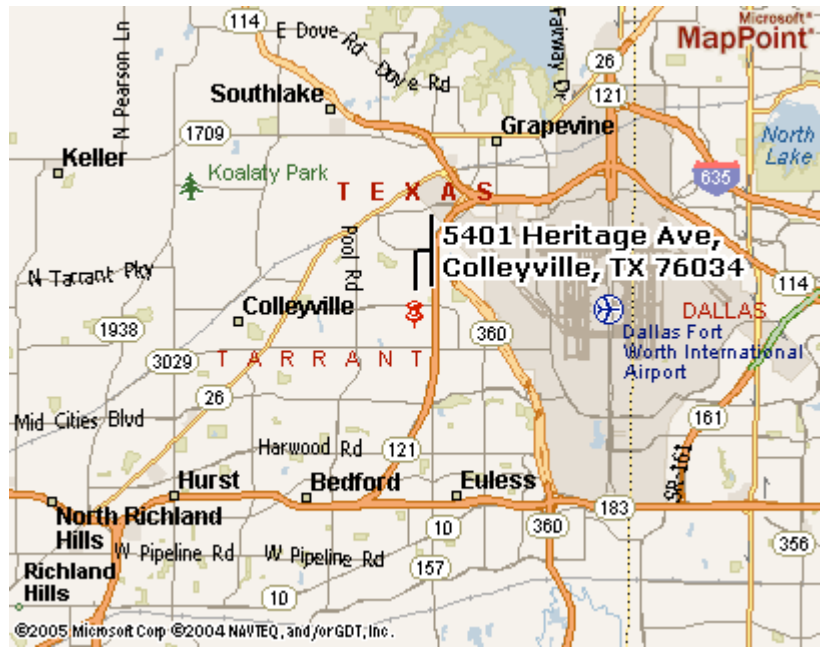 Microsoft®
MapPoint®
114
E Dove Rd
Dove Rd
Fairway Dr
26
121
N Pearson Ln
Southlake
Grapevine
1709
North
Lake
Keller
Koalaty Park
635
TEXAS
5401 Heritage Ave,
Colleyville, TX 76034
Pool Rd
N Tarrant Pky
114
Colleyville
DALLAS
1938
360
Dallas Fort
Worth International
Airport
3029
TARRANT
26
161
Mid Cities Blvd
Harwood Rd
121
SR 161
Hurst
Bedford
Euless
183
North Richland
Hills
10
360
356
W Pipeline Rd
W Pipeline Rd
157
Richland
Hills
10
©2005 Microsoft Corp ©2004 NAVTEQ, and/or GDT, Inc.